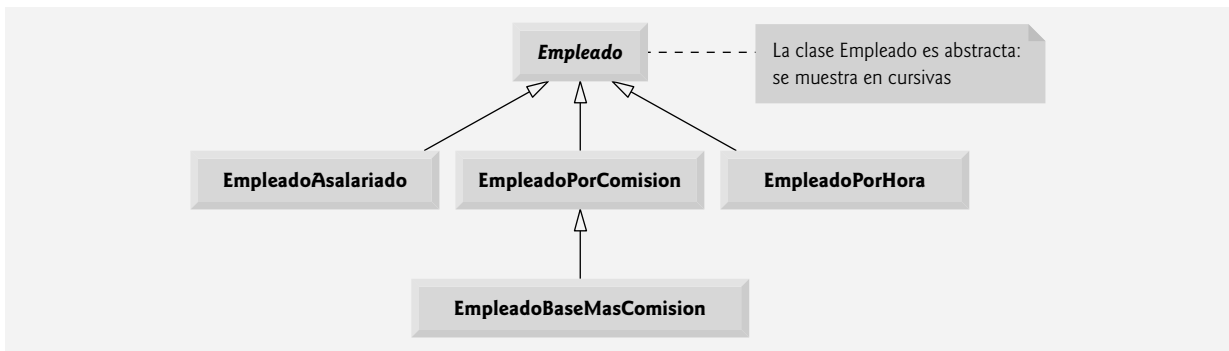 Empleado
La clase Empleado es abstracta:
se muestra en cursivas
EmpleadoAsalariado
EmpleadoPorComision
EmpleadoPorHora
EmpleadoBaseMasComision